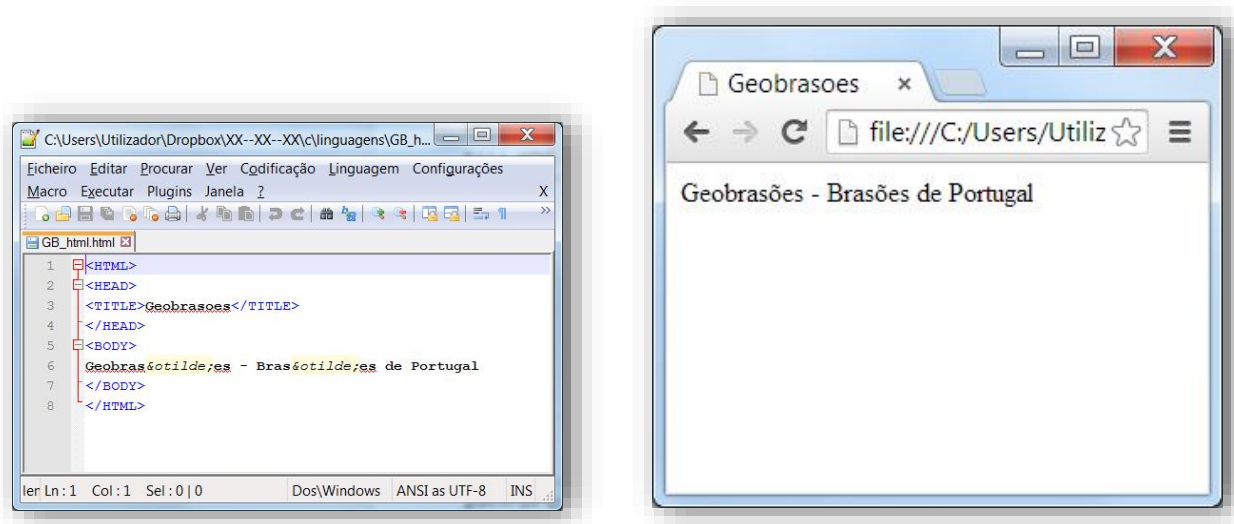 C:\Users\Utilizador\Dropbox\XX--XX--XX\c\linguagens\GB_h...
Ficheiro Editar Procurar Ver Codificação Linguagem Configurações
Macro Executar Plugins Janela ? X
GB_html.html
1 <HTML>
2 <HEAD>
3 <TITLE>Geobrasoes</TITLE>
4 </HEAD>
5 <BODY>
6 Geobras&otilde;es - Bras&otilde;es de Portugal
7 </BODY>
8 </HTML>
ler Ln : 1 Col : 1 Sel : 0 | 0 Dos\Windows ANSI as UTF-8 INS
Geobrasoes
file:///C:/Users/Utiliz
Geobrasões - Brasões de Portugal